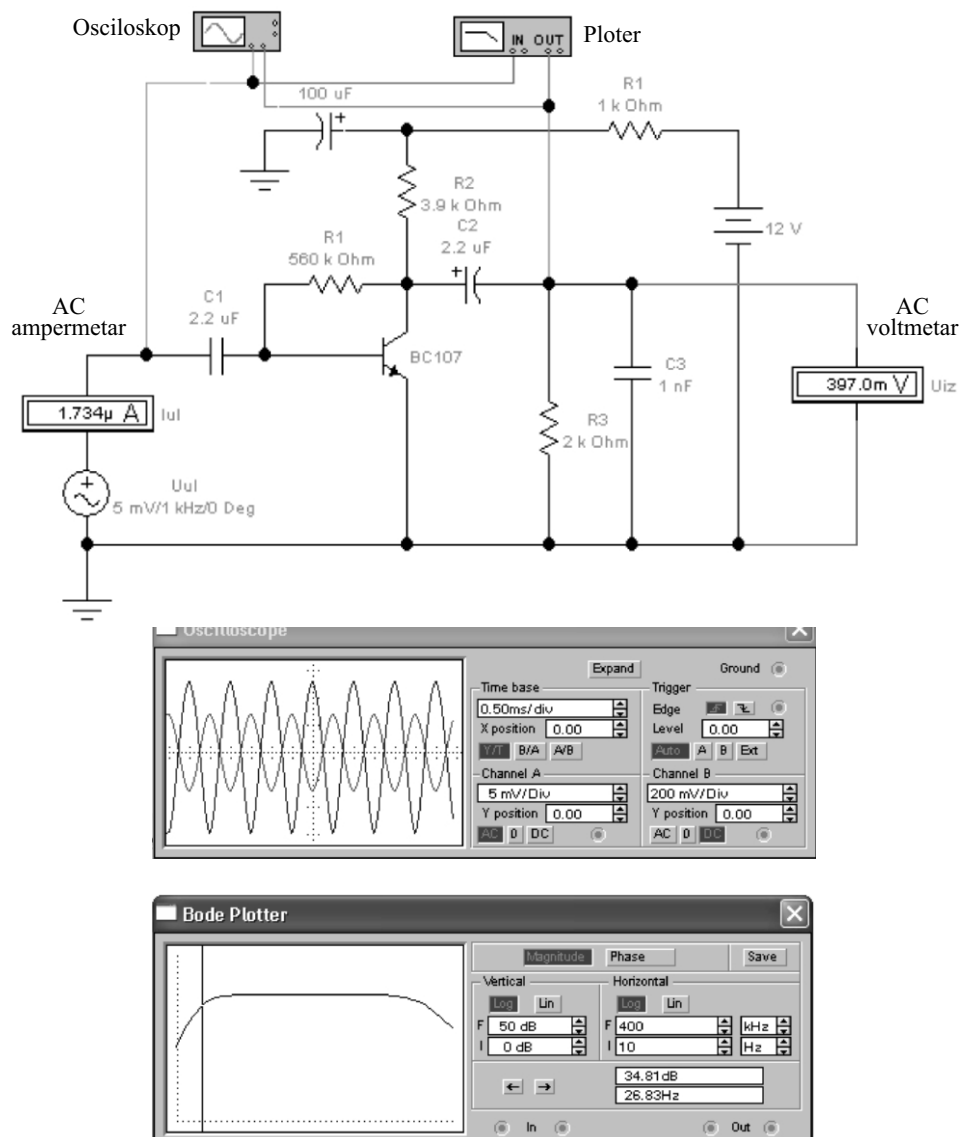 Osciloskop
IN OUT
Ploter
100 uF
+
R1
1 k Ohm
R2
3.9 k Ohm
12 V
C2
2.2 uF
+
R1
560 k Ohm
AC
ampermetar
C1
2.2 uF
BC107
AC
voltmetar
C3
1 nF
397.0m V
Uiz
1.734µ A
Iul
R3
2 k Ohm
+
Uul
5 mV/1 kHz/0 Deg
Oscilloscope
Expand
Ground
Time base
Trigger
0.50ms/div
Edge
X position 0.00
Level 0.00
Y/T B/A A/B
Auto A B Ext
Channel A
Channel B
5 mV/Div
200 mV/Div
Y position 0.00
Y position 0.00
AC 0 DC
AC 0 DC
Bode Plotter
Magnitude Phase Save
Vertical
Horizontal
Log Lin
Log Lin
F 50 dB
F 400 kHz
I 0 dB
I 10 Hz
← →
34.81dB
26.83Hz
In
Out